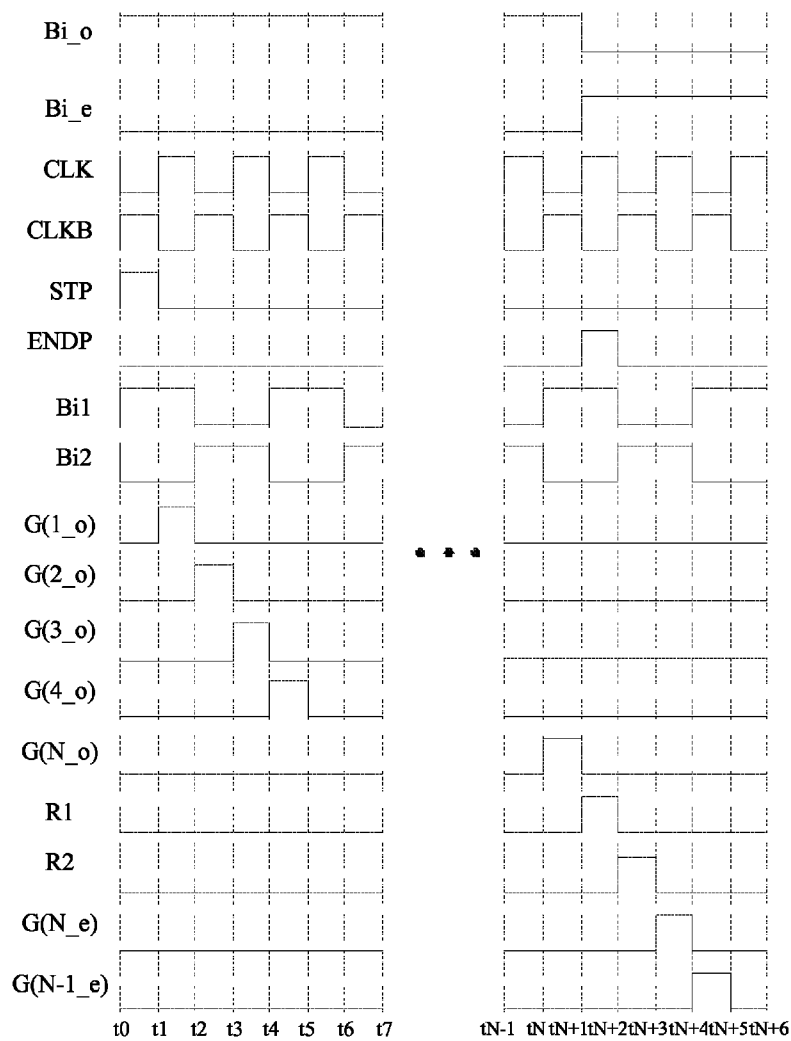 Bi_o
Bi_e
CLK
CLKB
STP
ENDP
Bi1
Bi2
G(1_o)
G(2_o)
G(3_o)
G(4_o)
G(N_o)
R1
R2
G(N_e)
G(N-1_e)
t0 t1 t2 t3 t4 t5 t6 t7 tN-1 tN tN+1 tN+2 tN+3 tN+4 tN+5 tN+6